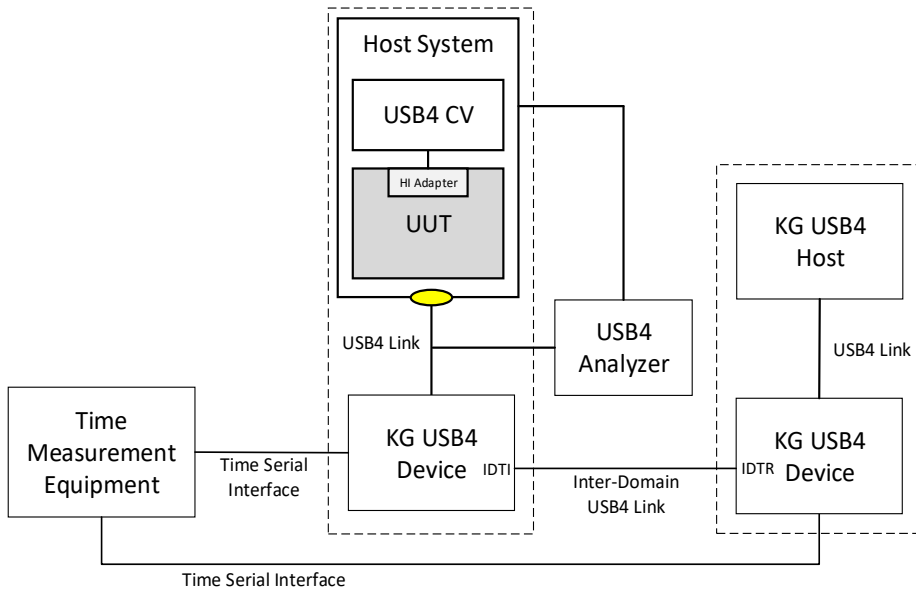 Host System
USB4 CV
HI Adapter
UUT
KG USB4
Host
USB4 Link
USB4
Analyzer
USB4 Link
Time
Measurement
Equipment
Time Serial
Interface
KG USB4
Device
IDTI
Inter-Domain
USB4 Link
IDTR
KG USB4
Device
Time Serial Interface